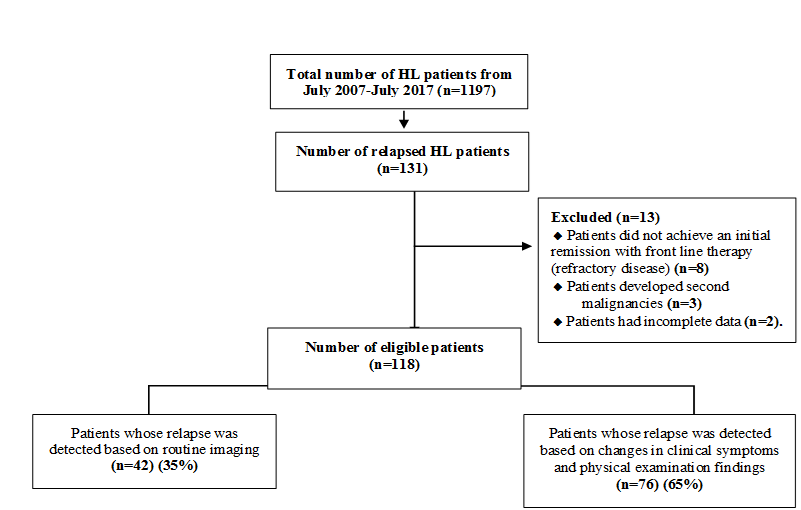 Total number of HL patients from
July 2007-July 2017 (n=1197)
Number of relapsed HL patients
(n=131)
Excluded (n=13)
◆ Patients did not achieve an initial
remission with front line therapy
(refractory disease) (n=8)
◆ Patients developed second
malignancies (n=3)
◆ Patients had incomplete data (n=2).
Number of eligible patients
(n=118)
Patients whose relapse was
detected based on routine imaging
(n=42) (35%)
Patients whose relapse was detected
based on changes in clinical symptoms
and physical examination findings
(n=76) (65%)